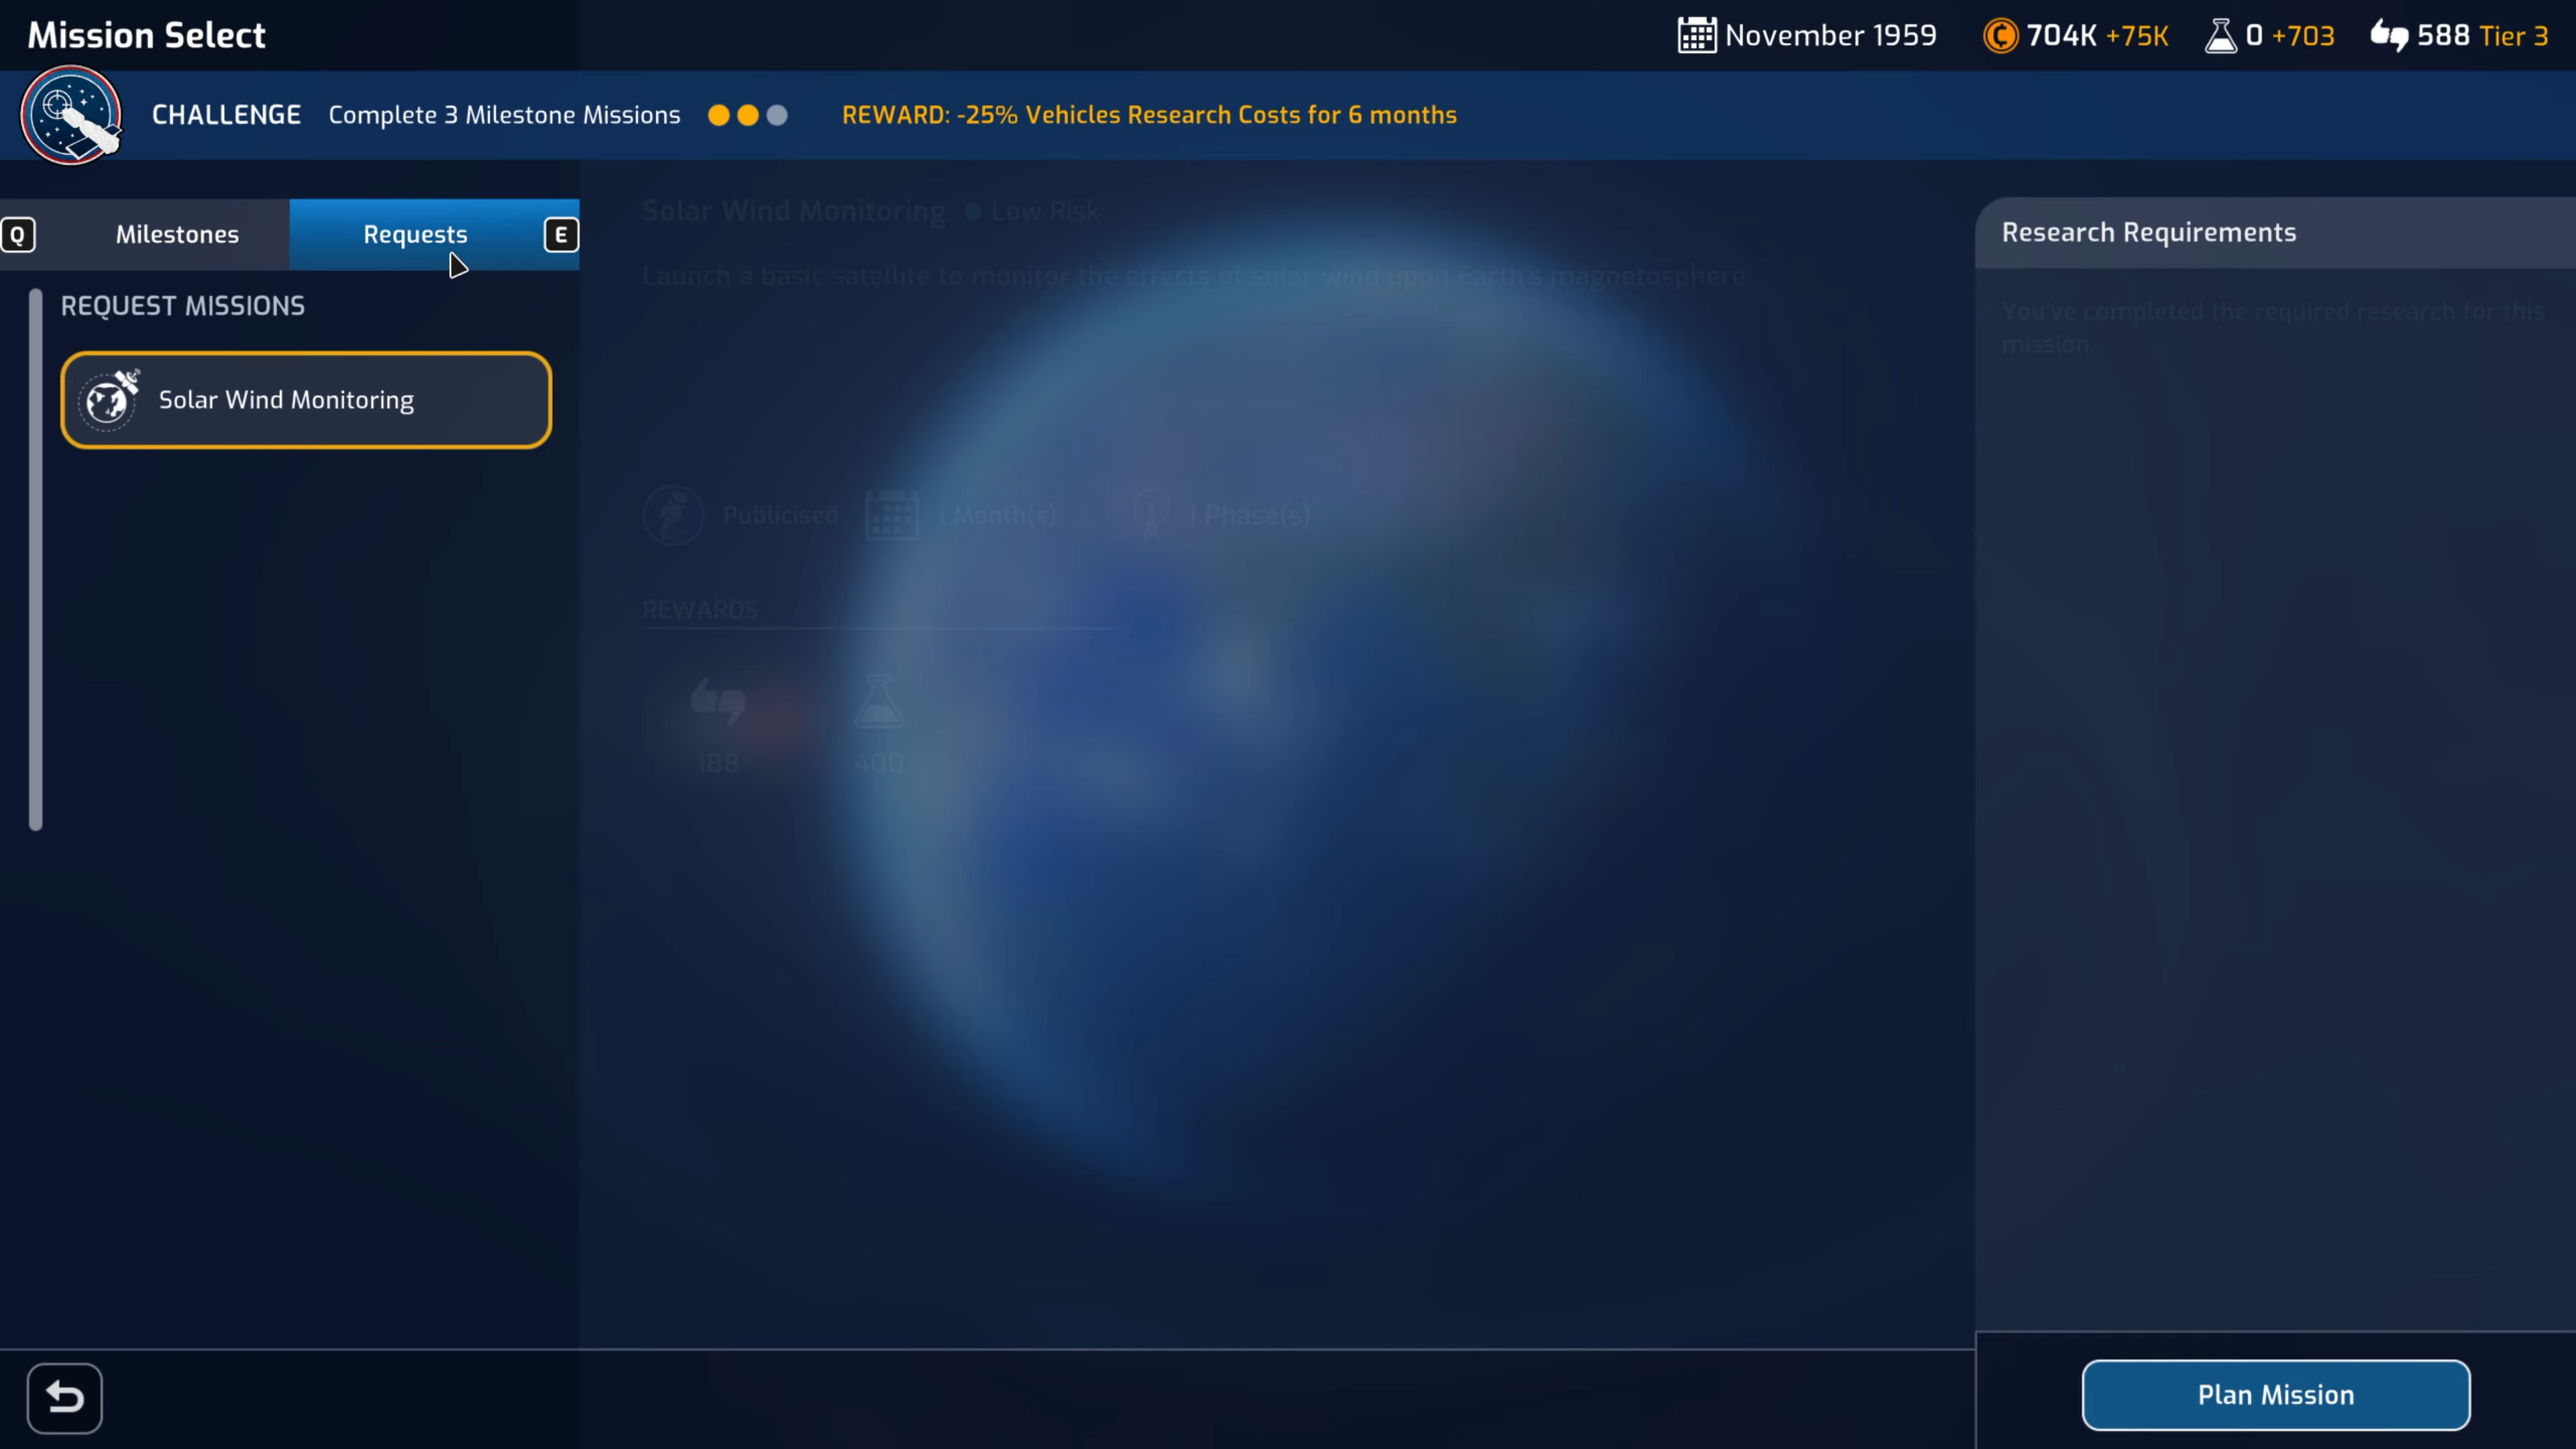 Mission Select
November 1959
704K +75K
0 +703
588 Tier 3
CHALLENGE Complete 3 Milestone Missions
REWARD: -25% Vehicles Research Costs for 6 months
Q Milestones
Requests E
REQUEST MISSIONS
Solar Wind Monitoring
Solar Wind Monitoring Low Risk
Launch a basic satellite to monitor the effects of solar wind upon Earth's magnetosphere.
Publicised
1 Month(s)
1 Phase(s)
REWARDS
188
400
Research Requirements
You've completed the required research for this
mission.
Plan Mission